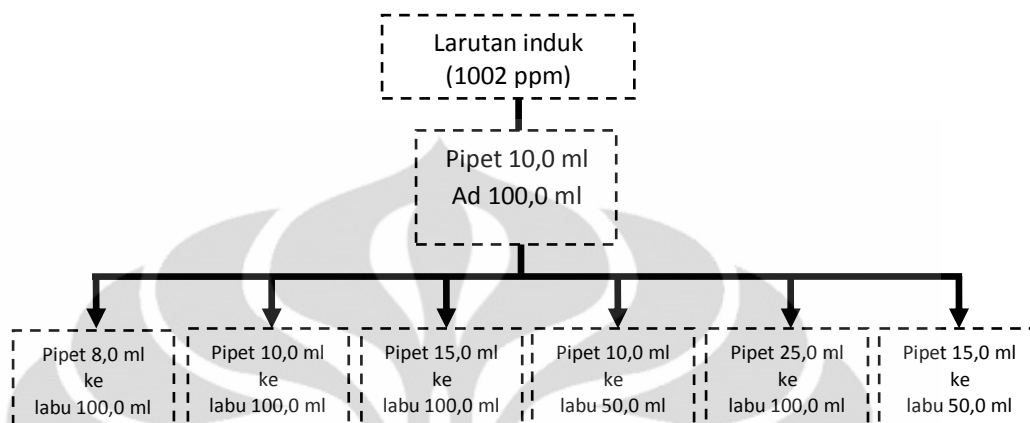 Larutan induk
(1002 ppm)
Pipet 10,0 ml
Ad 100,0 ml
Pipet 8,0 ml
ke
labu 100,0 ml
Pipet 10,0 ml
ke
labu 100,0 ml
Pipet 15,0 ml
ke
labu 100,0 ml
Pipet 10,0 ml
ke
labu 50,0 ml
Pipet 25,0 ml
ke
labu 100,0 ml
Pipet 15,0 ml
ke
labu 50,0 ml